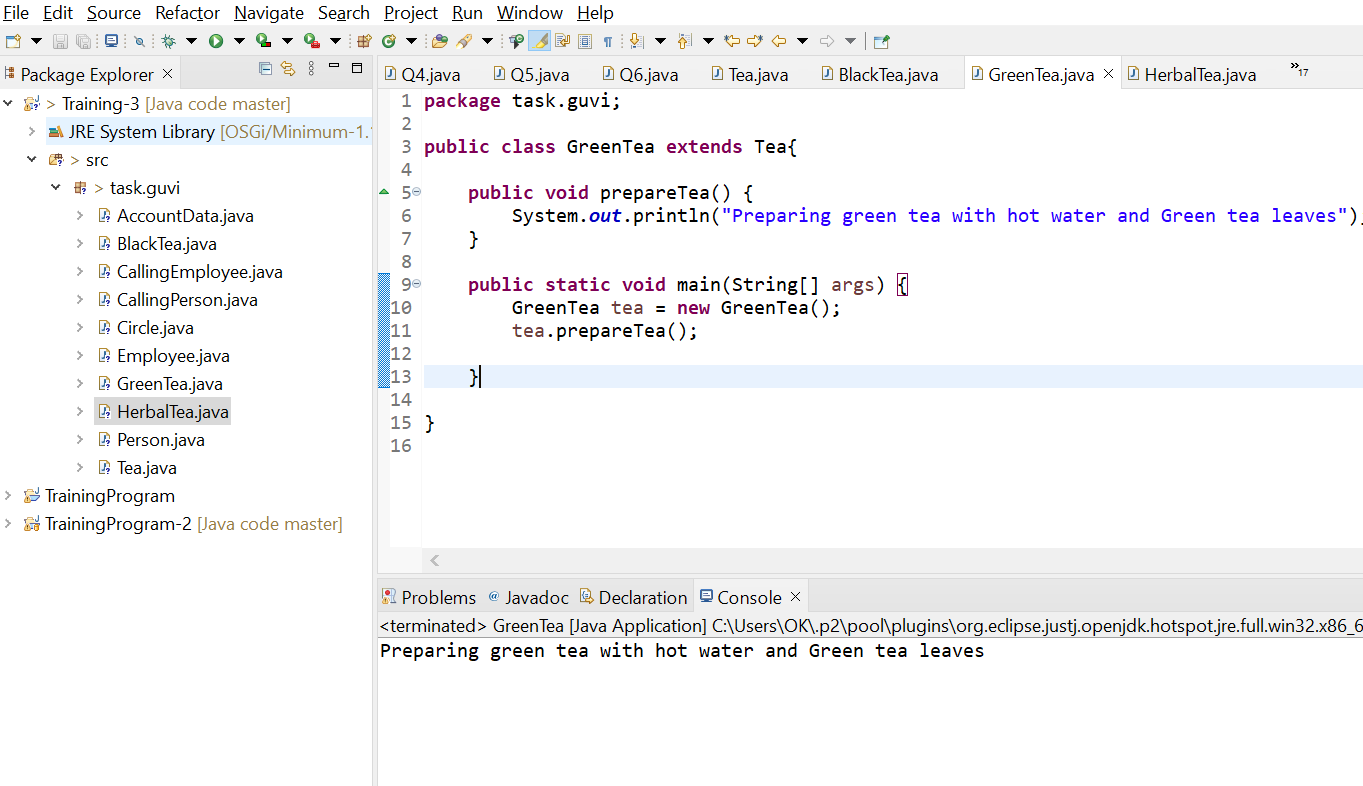 File Edit Source Refactor Navigate Search Project Run Window Help
Package Explorer
Training-3 [Java code master]
JRE System Library [OSGi/Minimum-1.
src
task.guvi
AccountData.java
BlackTea.java
CallingEmployee.java
CallingPerson.java
Circle.java
Employee.java
GreenTea.java
HerbalTea.java
Person.java
Tea.java
TrainingProgram
TrainingProgram-2 [Java code master]
Q4.java Q5.java Q6.java Tea.java BlackTea.java GreenTea.java HerbalTea.java »17
1 package task.guvi;
2
3 public class GreenTea extends Tea{
4
5 public void prepareTea() {
6 System.out.println("Preparing green tea with hot water and Green tea leaves");
7 }
8
9 public static void main(String[] args) {
10 GreenTea tea = new GreenTea();
11 tea.prepareTea();
12
13 }
14
15 }
16
Problems @ Javadoc Declaration Console
<terminated> GreenTea [Java Application] C:\Users\OK\.p2\pool\plugins\org.eclipse.justj.openjdk.hotspot.jre.full.win32.x86_6
Preparing green tea with hot water and Green tea leaves